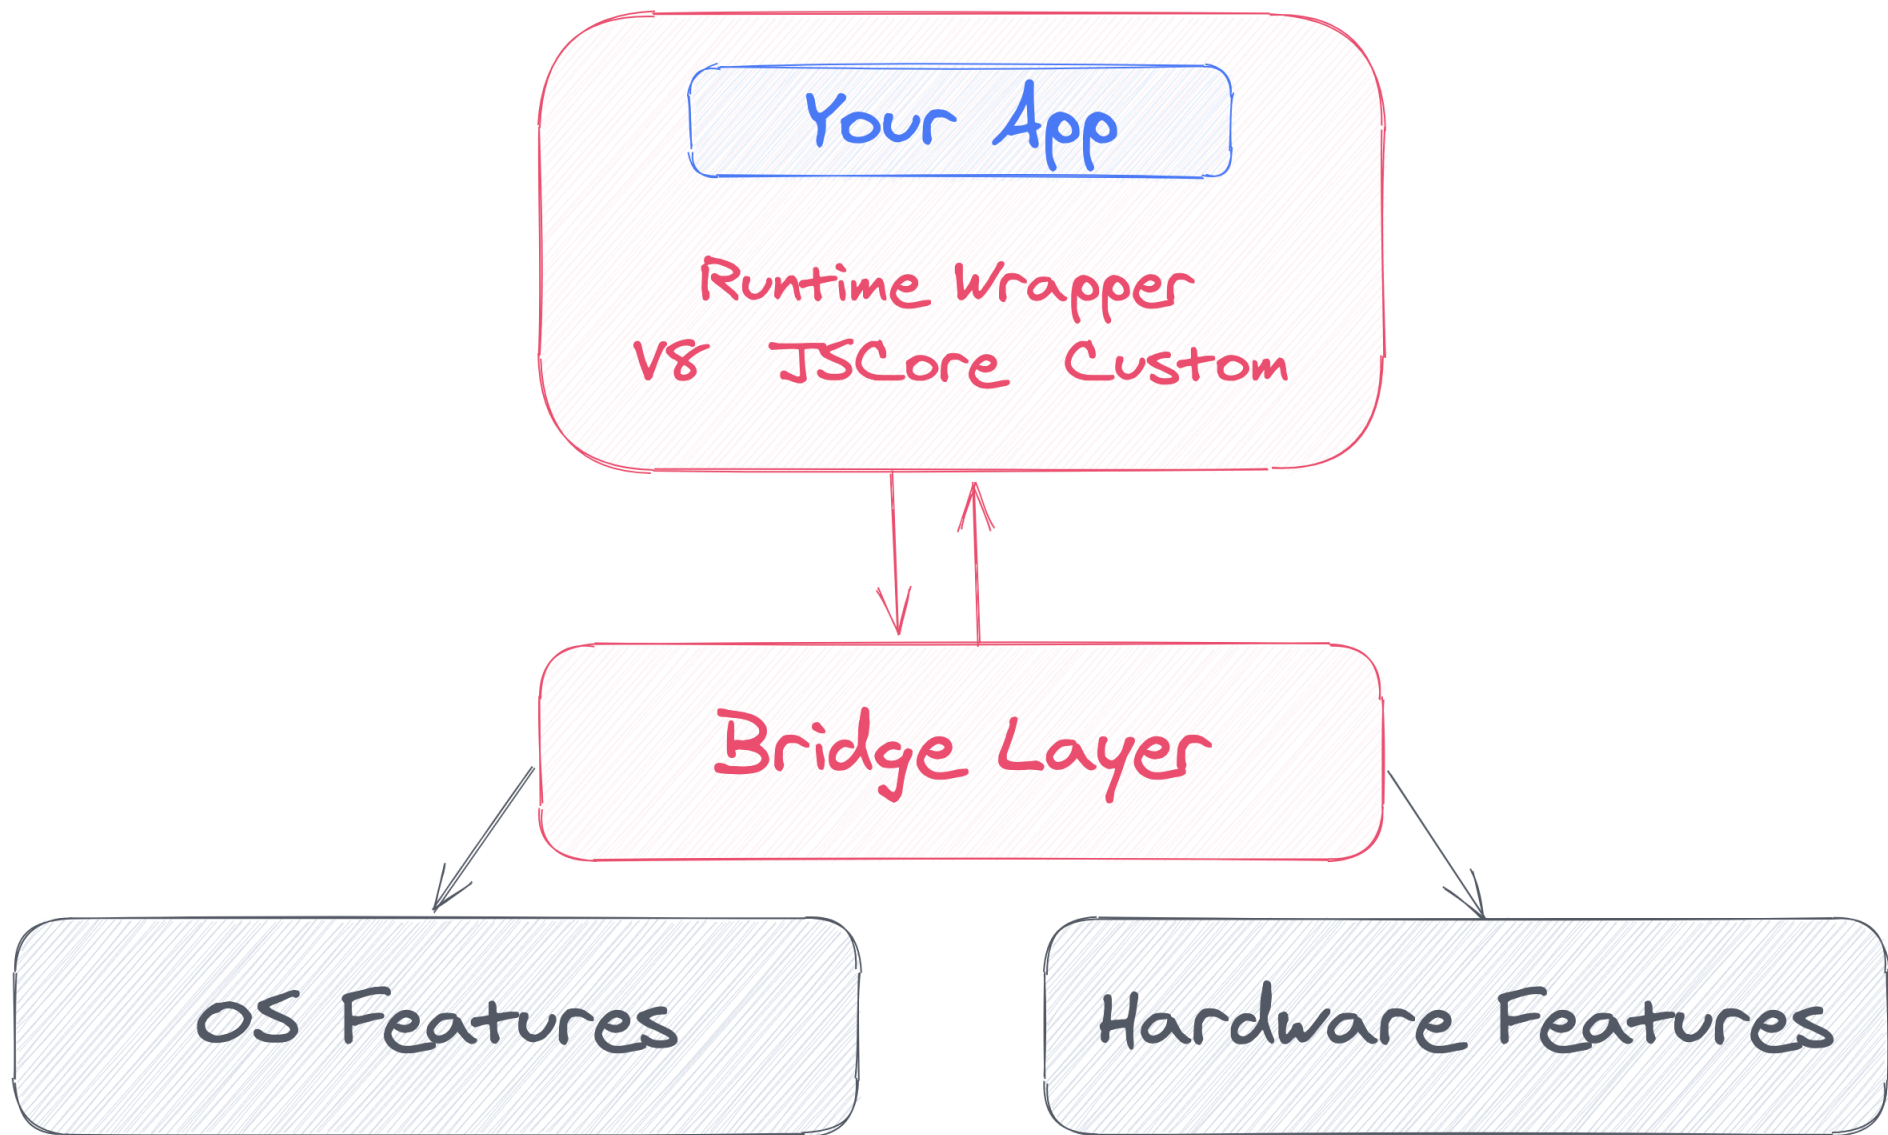 Your App
Runtime Wrapper
V8 JSCore Custom
Bridge Layer
OS Features
Hardware Features